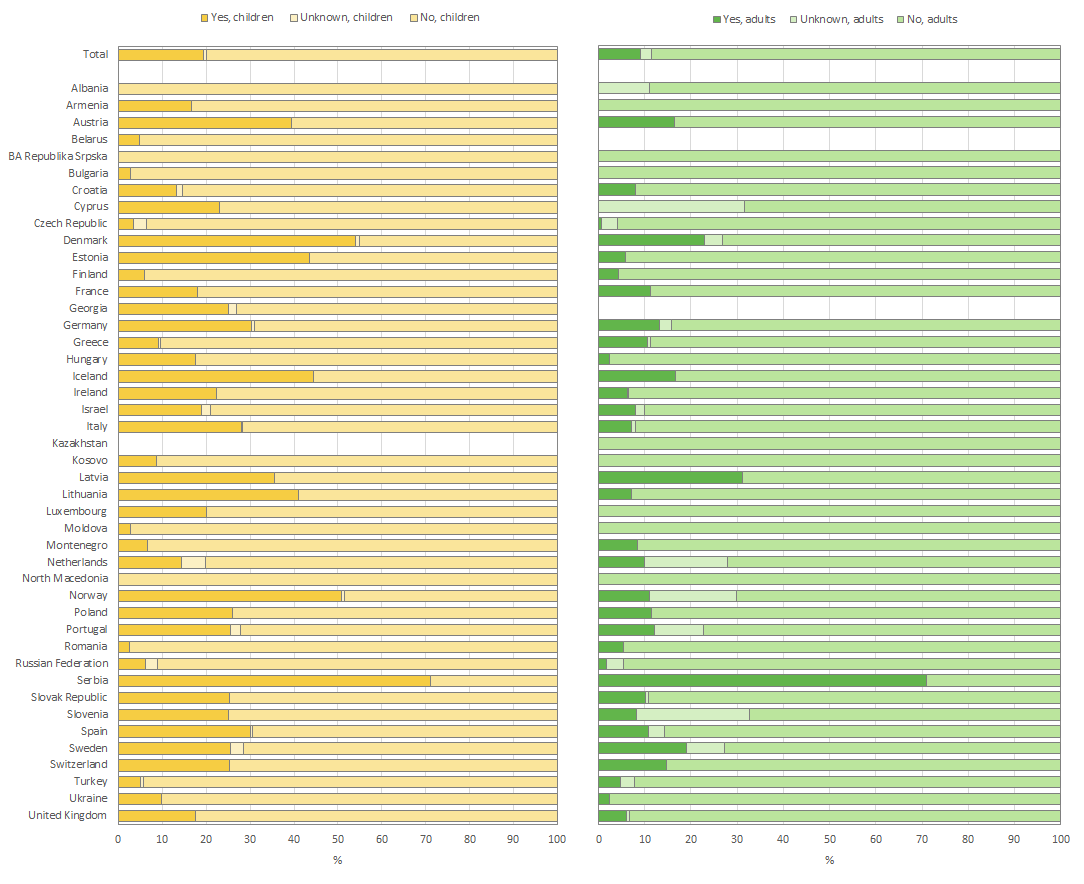 Yes, children Unknown, children No, children
Yes, adults Unknown, adults No, adults
Total
Albania
Armenia
Austria
Belarus
BA Republika Srpska
Bulgaria
Croatia
Cyprus
Czech Republic
Denmark
Estonia
Finland
France
Georgia
Germany
Greece
Hungary
Iceland
Ireland
Israel
Italy
Kazakhstan
Kosovo
Latvia
Lithuania
Luxembourg
Moldova
Montenegro
Netherlands
North Macedonia
Norway
Poland
Portugal
Romania
Russian Federation
Serbia
Slovak Republic
Slovenia
Spain
Sweden
Switzerland
Turkey
Ukraine
United Kingdom
0 10 20 30 40 50 60 70 80 90 100
%
0 10 20 30 40 50 60 70 80 90 100
%